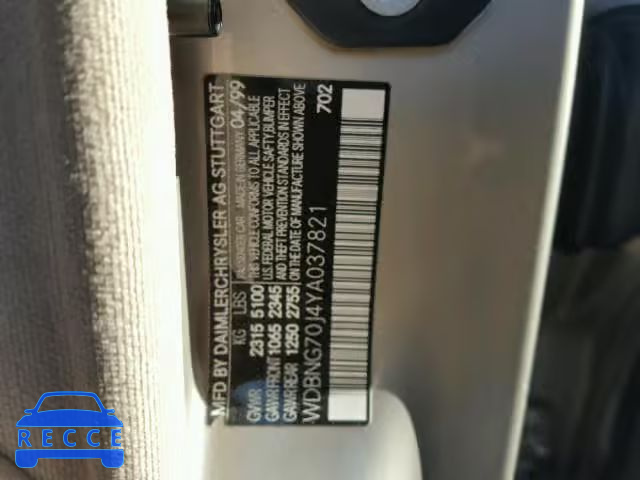 MFD BY DAIMLERCHRYSLER AG STUTTGART
PASSENGER CAR MADE IN GERMANY 04/99
KG LBS THIS VEHICLE CONFORMS TO ALL APPLICABLE
GVWR 2315 5100 U.S. FEDERAL MOTOR VEHICLE SAFTY, BUMPER
GAWR FRONT 1065 2345 AND THEFT PREVENTION STANDARDS IN EFFECT
GAWR REAR 1250 2755 ON THE DATE OF MANUFACTURE SHOWN ABOVE
702
WDBNG70J4YA037821
RECCE